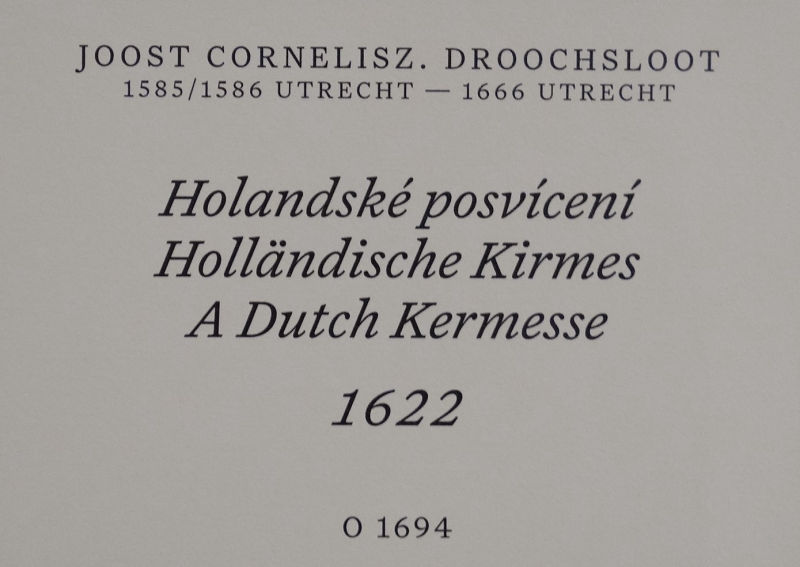 JOOST CORNELISZ. DROOCHSLOOT
1585/1586 UTRECHT — 1666 UTRECHT
Holandské posvícení
Holländische Kirmes
A Dutch Kermesse
1622
O 1694